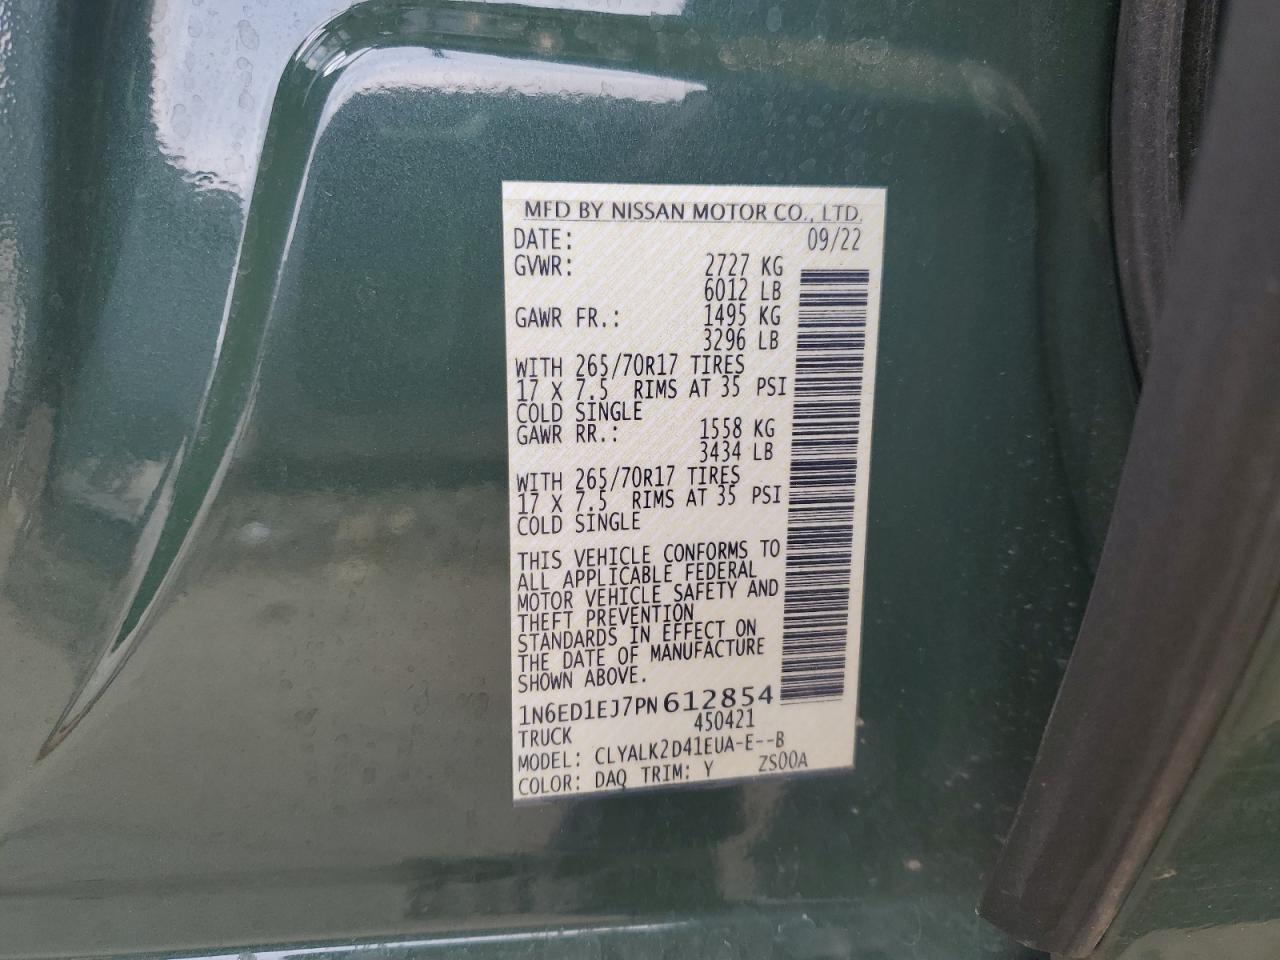 MFD BY NISSAN MOTOR CO., LTD.
DATE: 09/22
GVWR: 2727 KG
6012 LB
GAWR FR.: 1495 KG
3296 LB
WITH 265/70R17 TIRES
17 X 7.5 RIMS AT 35 PSI
COLD SINGLE
GAWR RR.: 1558 KG
3434 LB
WITH 265/70R17 TIRES
17 X 7.5 RIMS AT 35 PSI
COLD SINGLE
THIS VEHICLE CONFORMS TO
ALL APPLICABLE FEDERAL
MOTOR VEHICLE SAFETY AND
THEFT PREVENTION
STANDARDS IN EFFECT ON
THE DATE OF MANUFACTURE
SHOWN ABOVE.
1N6ED1EJ7PN612854
TRUCK 450421
MODEL: CLYALK2D41EUA-E--B
COLOR: DAQ TRIM: Y ZS00A